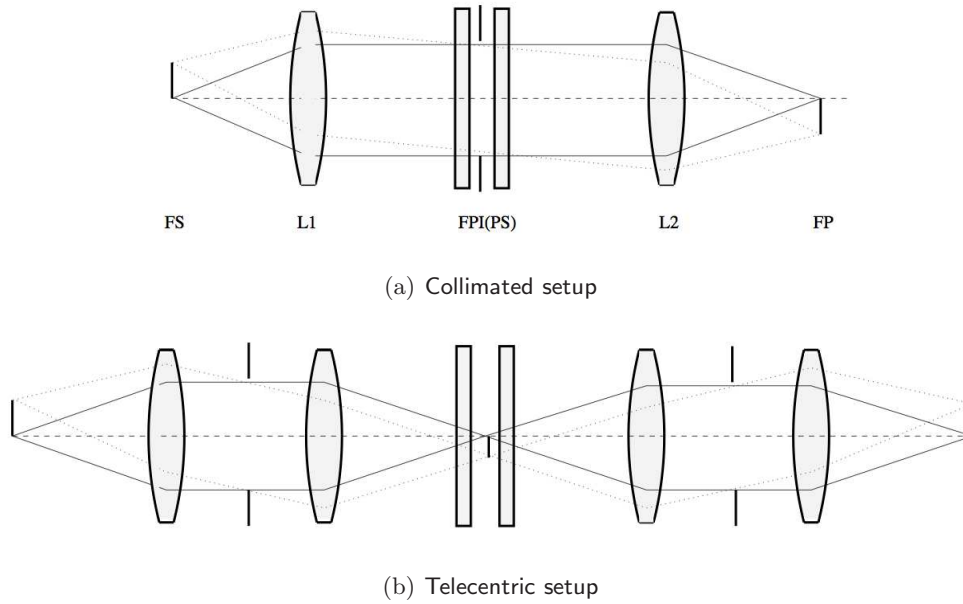 FS L1 FPI(PS) L2 FP
(a) Collimated setup
(b) Telecentric setup